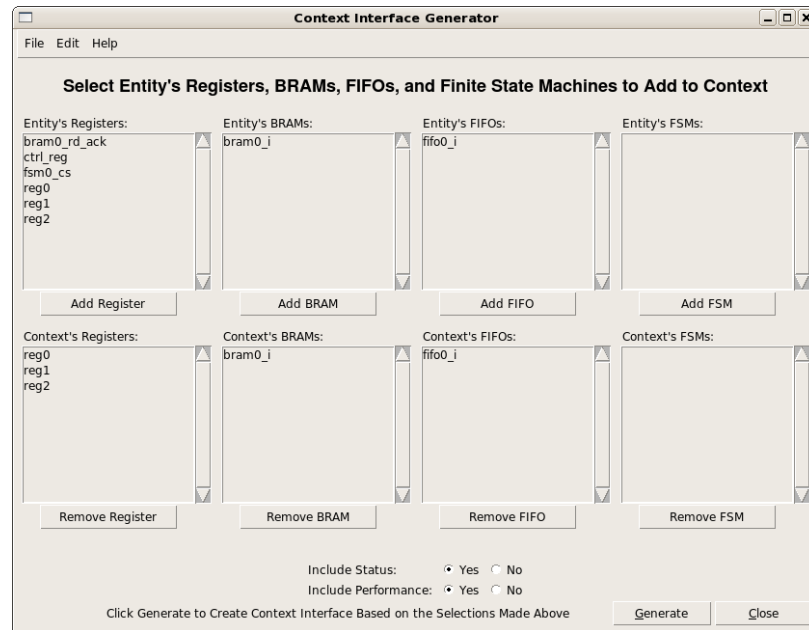 Context Interface Generator
File Edit Help
Select Entity's Registers, BRAMs, FIFOs, and Finite State Machines to Add to Context
Entity's Registers: Entity's BRAMs: Entity's FIFOs: Entity's FSMs:
bram0_rd_ack bram0_i fifo0_i
ctrl_reg
fsm0_cs
reg0
reg1
reg2
Add Register Add BRAM Add FIFO Add FSM
Context's Registers: Context's BRAMs: Context's FIFOs: Context's FSMs:
reg0 bram0_i fifo0_i
reg1
reg2
Remove Register Remove BRAM Remove FIFO Remove FSM
Include Status: Yes No
Include Performance: Yes No
Click Generate to Create Context Interface Based on the Selections Made Above Generate Close